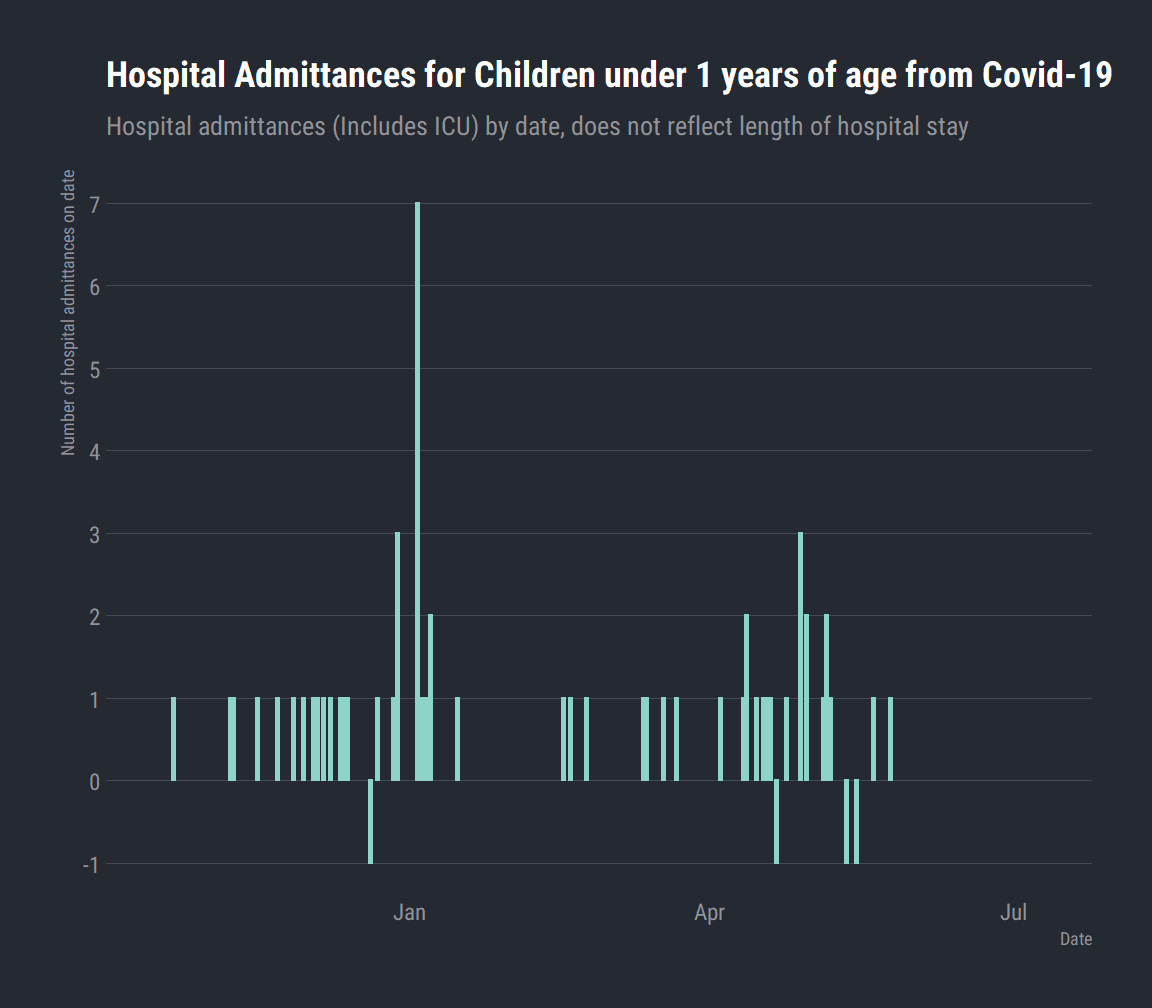 Hospital Admittances for Children under 1 years of age from Covid-19
Hospital admittances (Includes ICU) by date, does not reflect length of hospital stay
Number of hospital admittances on date
7
6
5
4
3
2
1
0
-1
Jan Apr Jul
Date